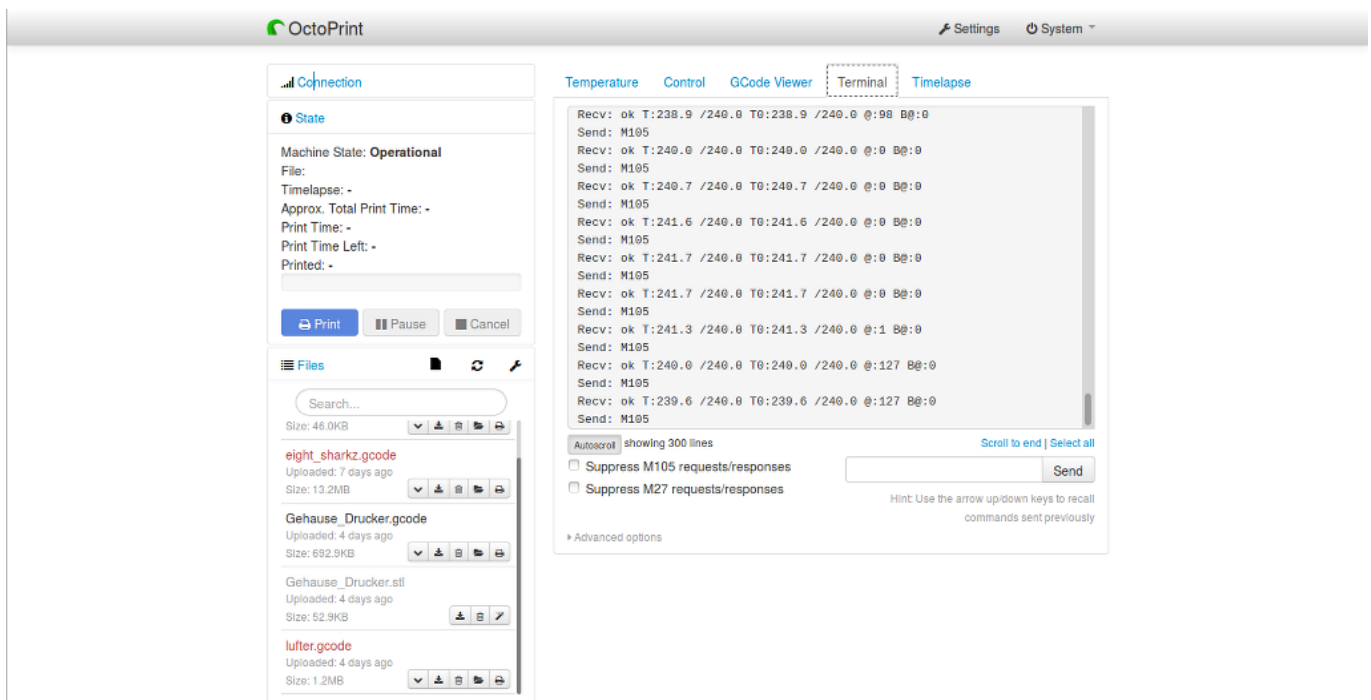 OctoPrint
Settings
System
Connection
State
Machine State: Operational
File:
Timelapse: -
Approx. Total Print Time: -
Print Time: -
Print Time Left: -
Printed: -
Print
Pause
Cancel
Files
Search...
Size: 46.0KB
eight_sharkz.gcode
Uploaded: 7 days ago
Size: 13.2MB
Gehause_Drucker.gcode
Uploaded: 4 days ago
Size: 692.9KB
Gehause_Drucker.stl
Uploaded: 4 days ago
Size: 52.9KB
lufter.gcode
Uploaded: 4 days ago
Size: 1.2MB
Temperature
Control
GCode Viewer
Terminal
Timelapse
Recv: ok T:238.9 /240.0 T0:238.9 /240.0 @:98 B@:0
Send: M105
Recv: ok T:240.0 /240.0 T0:240.0 /240.0 @:0 B@:0
Send: M105
Recv: ok T:240.7 /240.0 T0:240.7 /240.0 @:0 B@:0
Send: M105
Recv: ok T:241.6 /240.0 T0:241.6 /240.0 @:0 B@:0
Send: M105
Recv: ok T:241.7 /240.0 T0:241.7 /240.0 @:0 B@:0
Send: M105
Recv: ok T:241.7 /240.0 T0:241.7 /240.0 @:0 B@:0
Send: M105
Recv: ok T:241.3 /240.0 T0:241.3 /240.0 @:1 B@:0
Send: M105
Recv: ok T:240.0 /240.0 T0:240.0 /240.0 @:127 B@:0
Send: M105
Recv: ok T:239.6 /240.0 T0:239.6 /240.0 @:127 B@:0
Send: M105
Autoscroll showing 300 lines
Scroll to end | Select all
Suppress M105 requests/responses
Suppress M27 requests/responses
Send
Hint: Use the arrow up/down keys to recall
commands sent previously
Advanced options